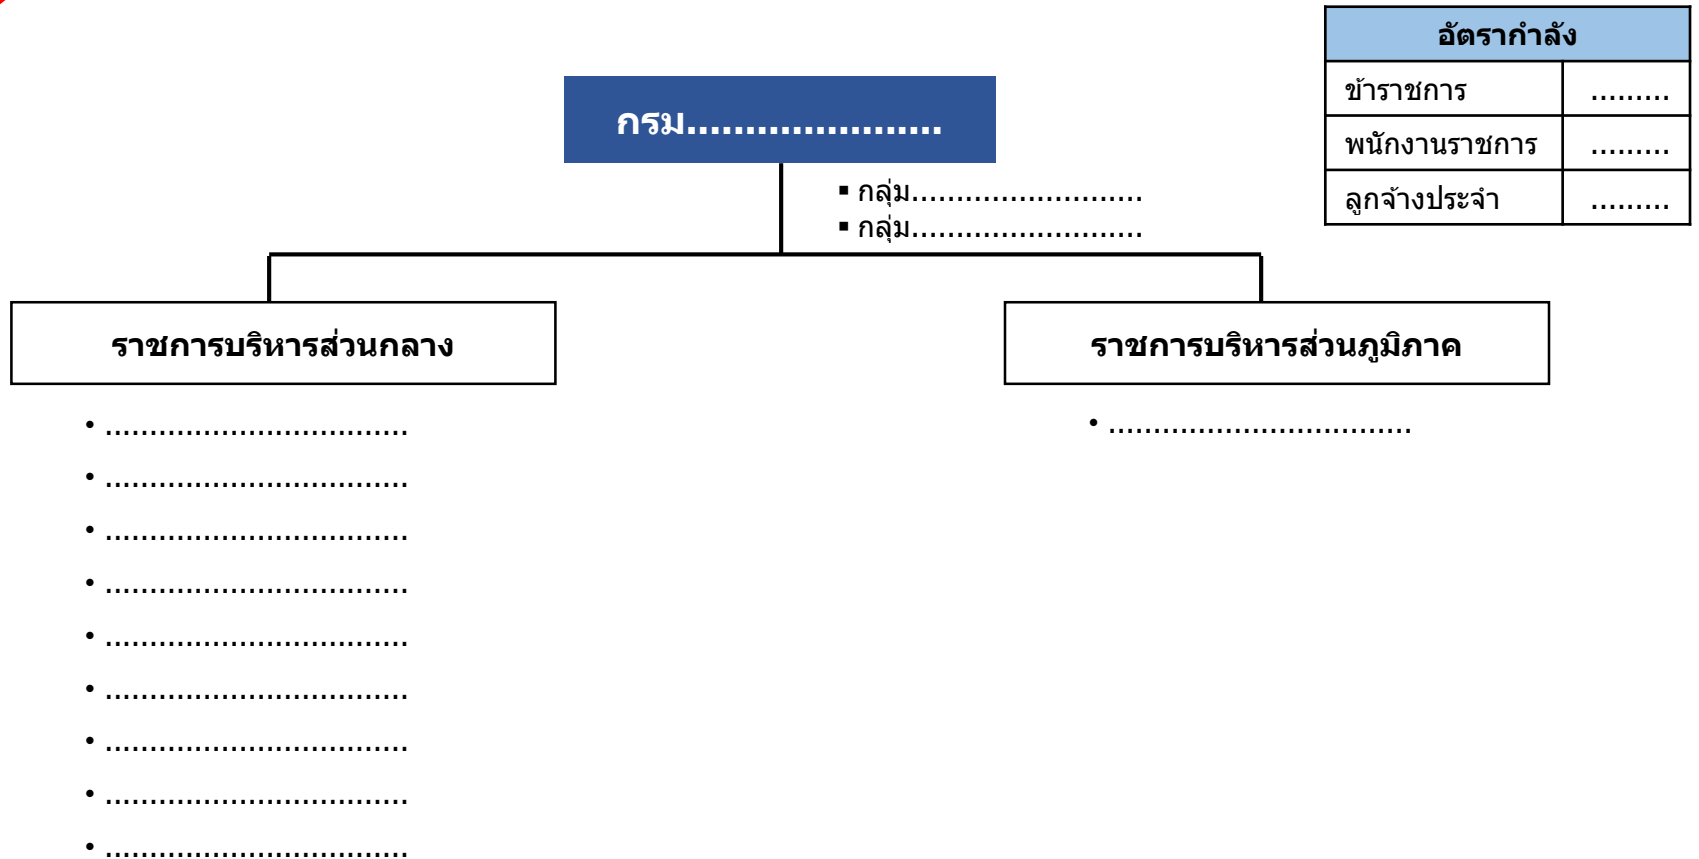 อัตรากำลัง
ข้าราชการ .........
พนักงานราชการ .........
ลูกจ้างประจำ .........
กรม......................
▪ กลุ่ม..........................
▪ กลุ่ม..........................
ราชการบริหารส่วนกลาง
• ..................................
• ..................................
• ..................................
• ..................................
• ..................................
• ..................................
• ..................................
• ..................................
• ..................................
ราชการบริหารส่วนภูมิภาค
• ..................................